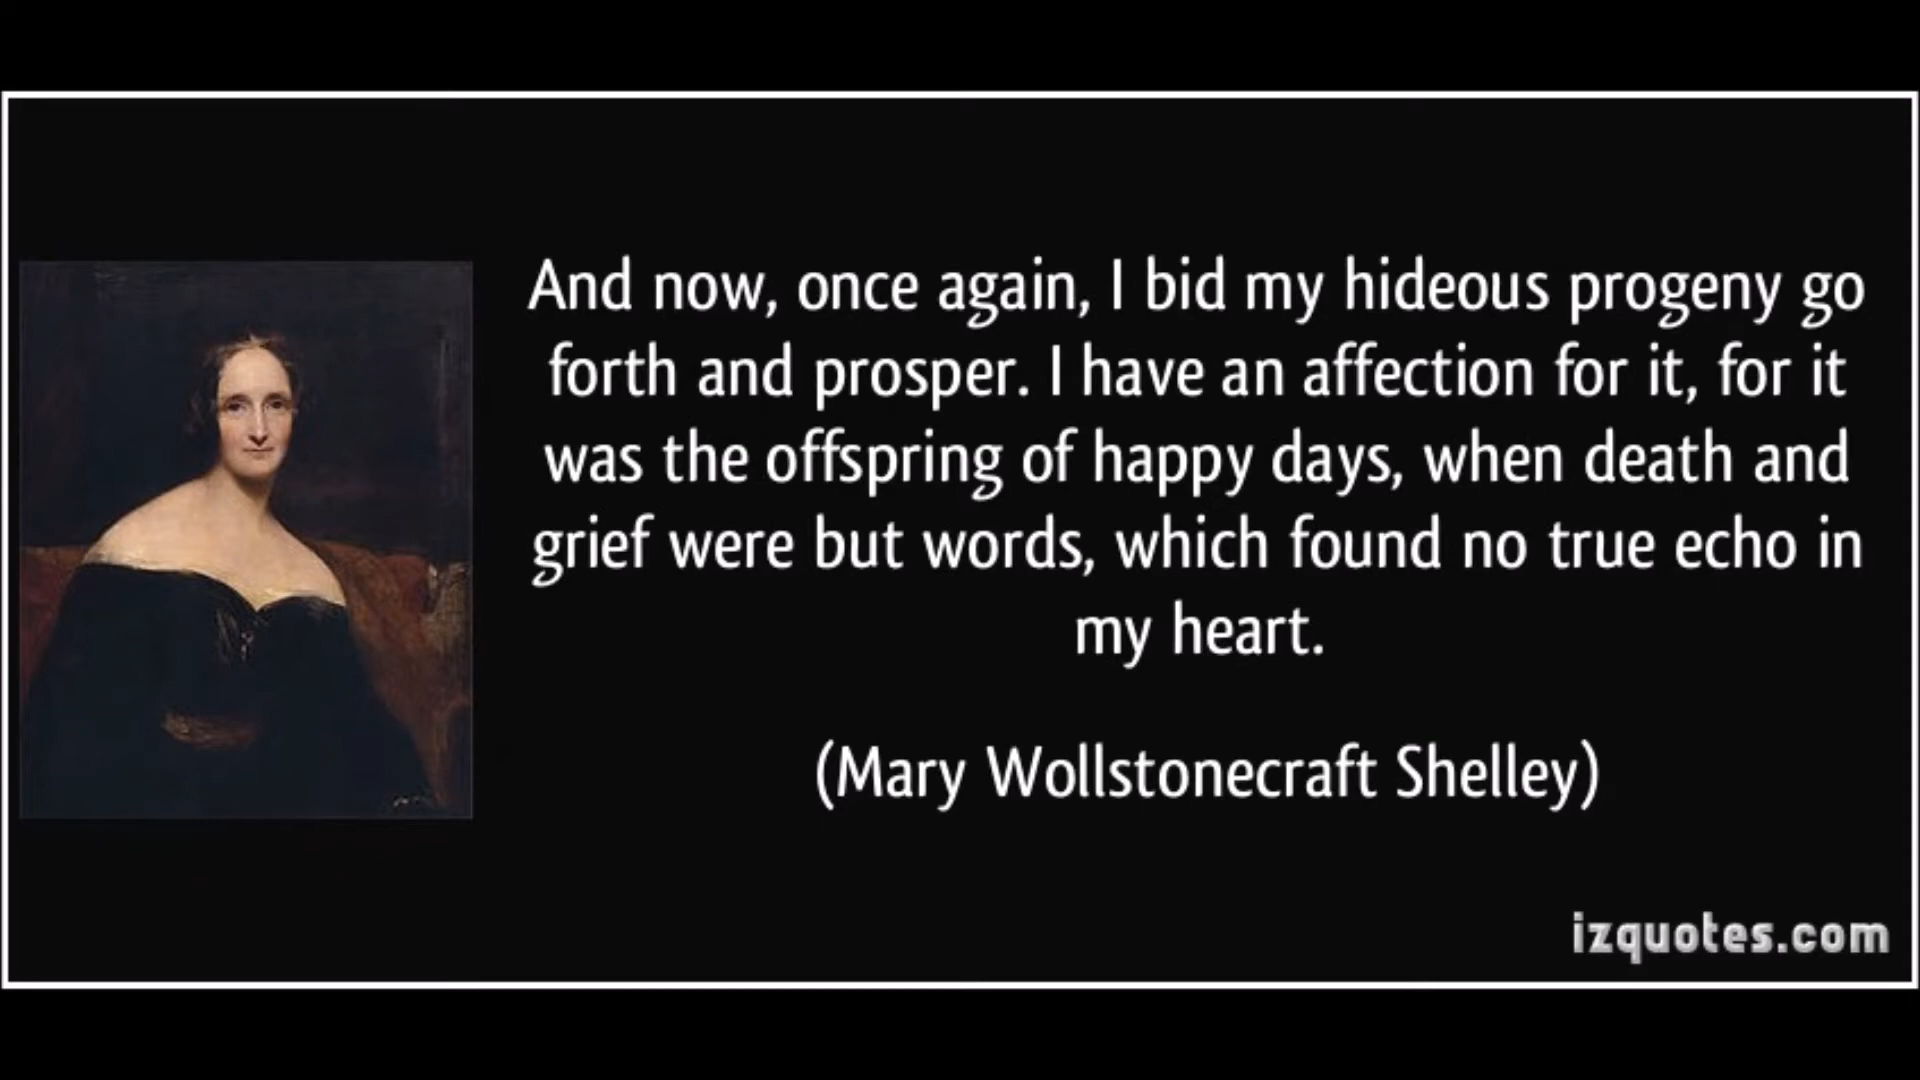 And now, once again, I bid my hideous progeny go
forth and prosper. I have an affection for it, for it
was the offspring of happy days, when death and
grief were but words, which found no true echo in
my heart.
(Mary Wollstonecraft Shelley)
izquotes.com